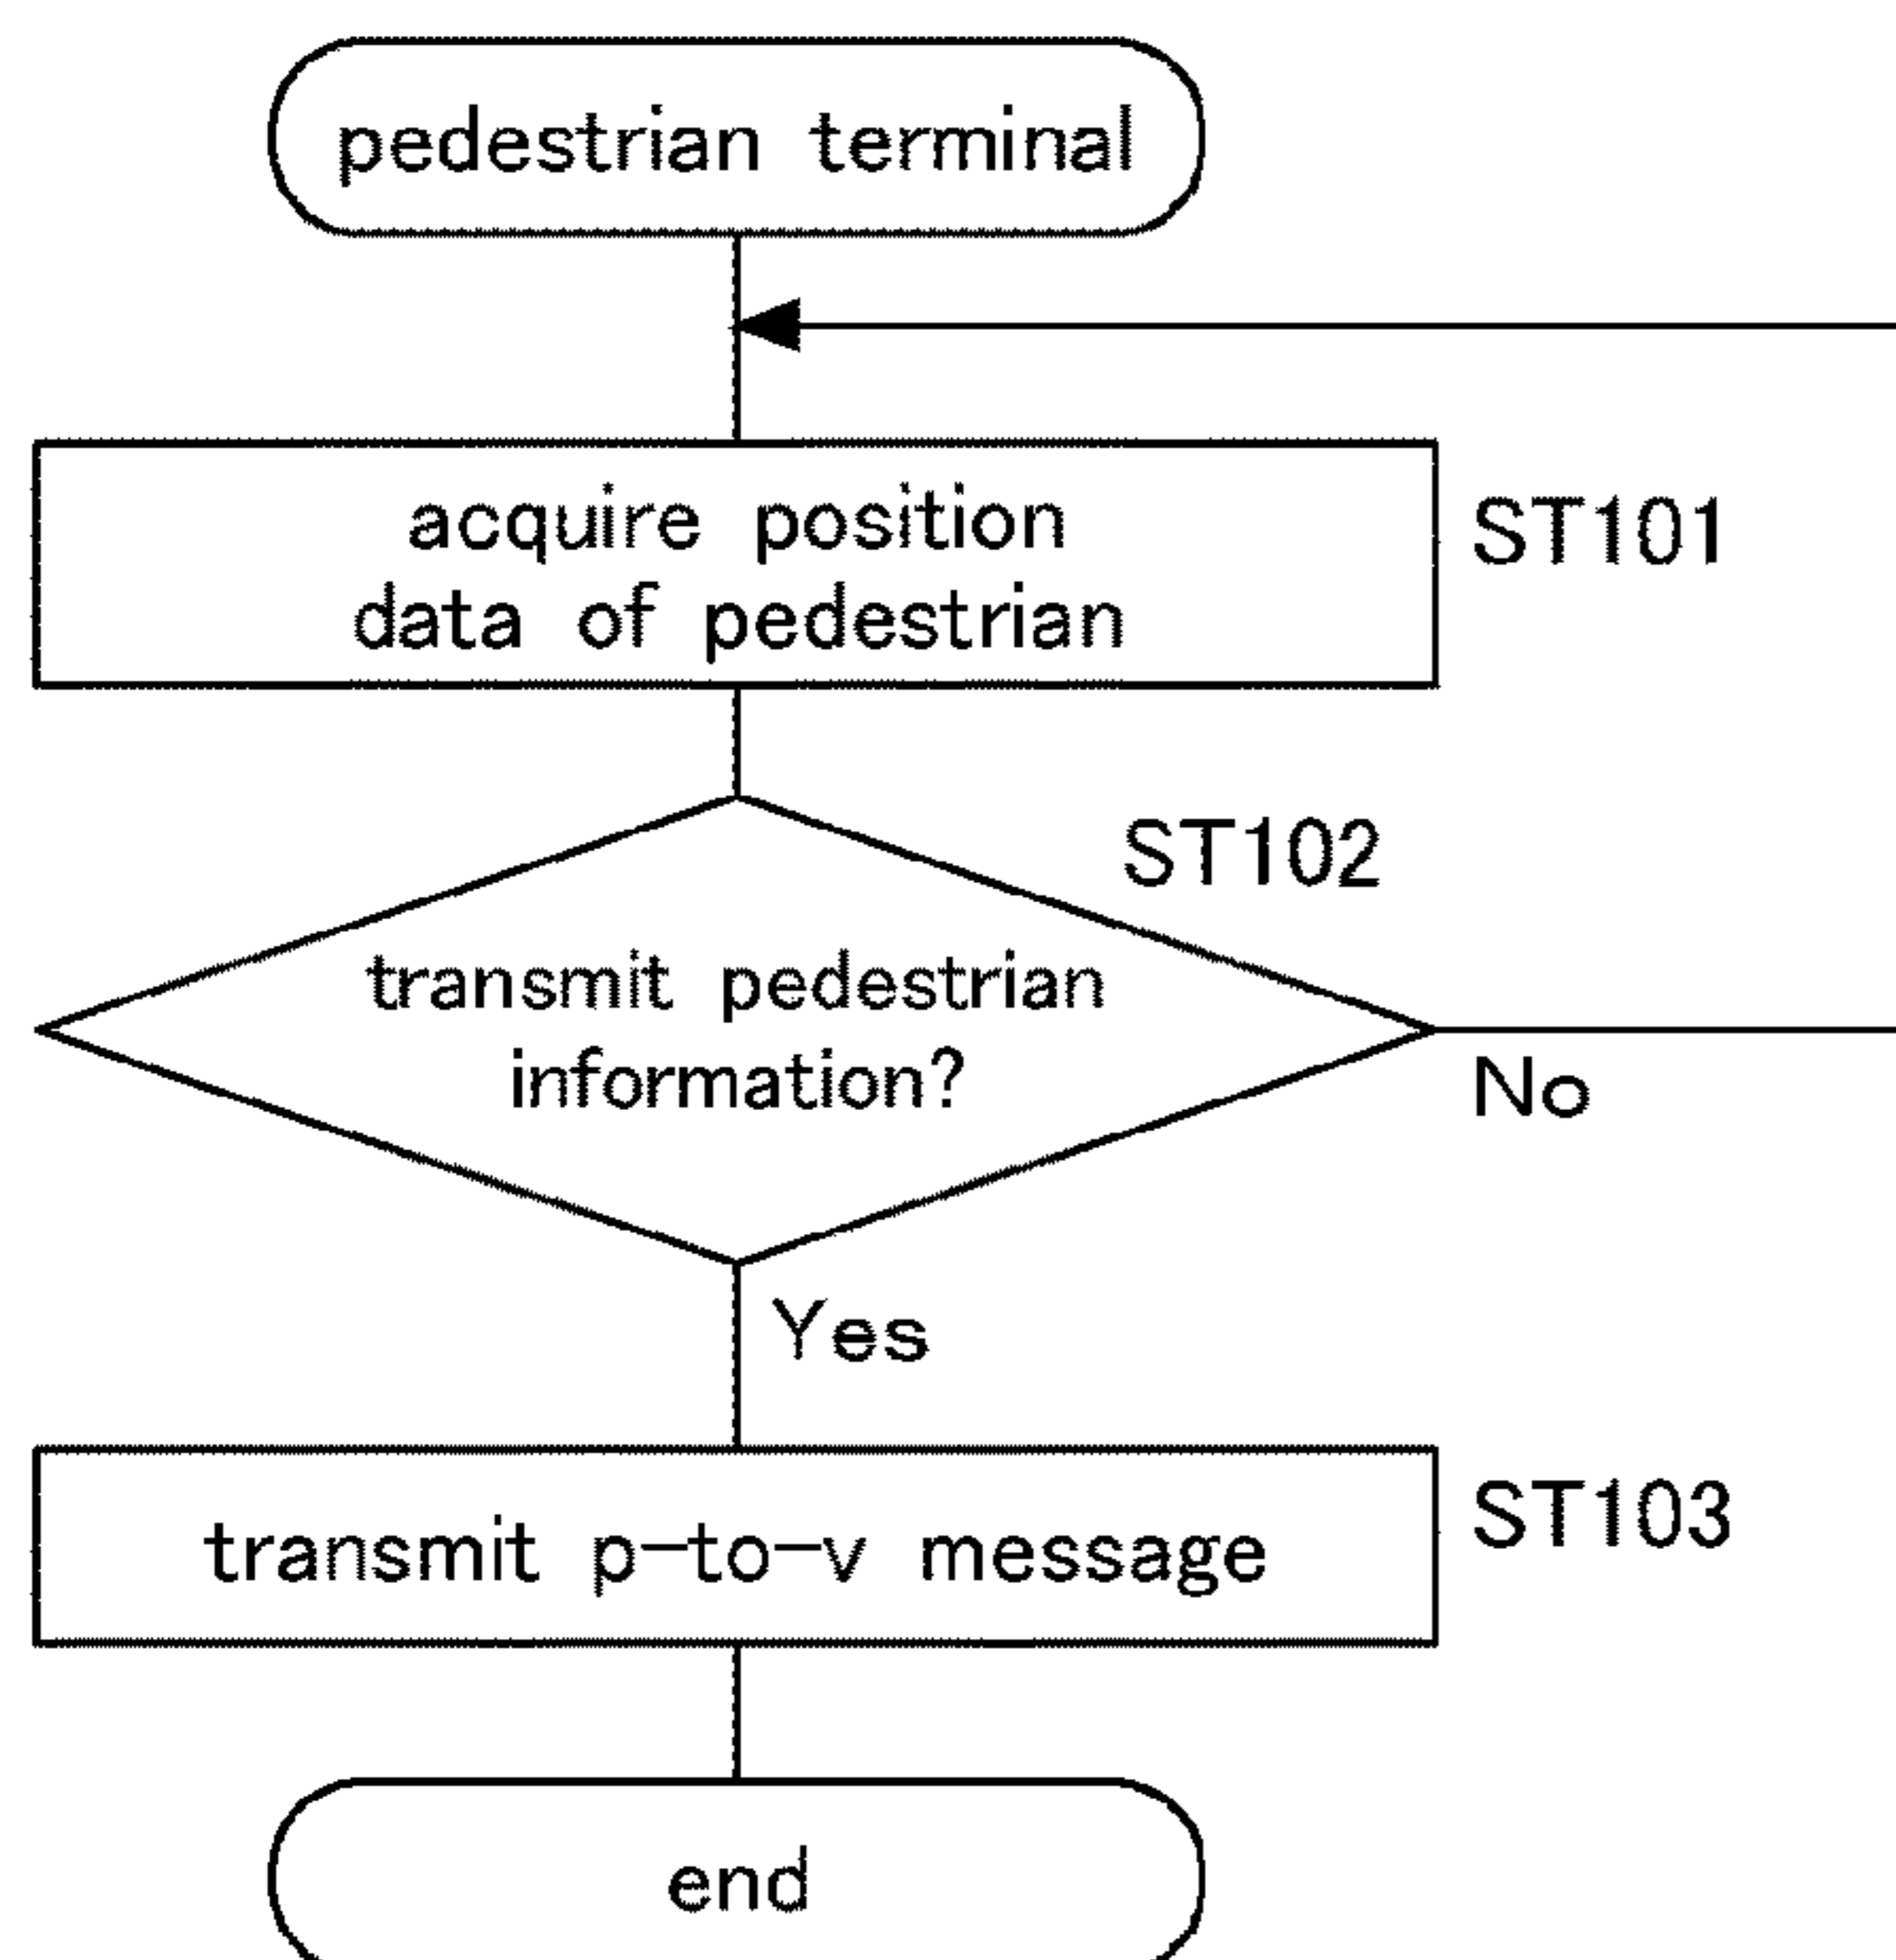 pedestrian terminal
acquire position
data of pedestrian
ST101
ST102
transmit pedestrian
information?
No
Yes
transmit p-to-v message
ST103
end